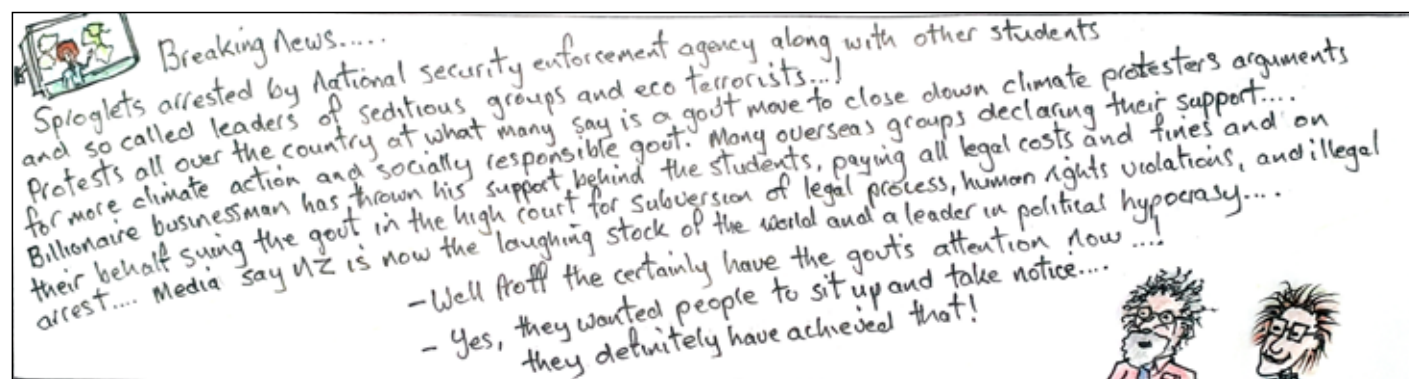 Breaking News.....
Sproglets arrested by National security enforcement agency along with other students
and so called leaders of seditious groups and eco terrorists...!
Protests all over the country at what many say is a gov't move to close down climate protesters arguments
for more climate action and socially responsible gov't. Many overseas groups declaring their support....
Billionaire businessman has thrown his support behind the students, paying all legal costs and fines and on
their behalf suing the gov't in the high court for subversion of legal process, human rights violations, and illegal
arrest.... Media say NZ is now the laughing stock of the world and a leader in political hypocrasy....
- Well Proff the certainly have the gov't's attention now...!
- Yes, they wanted people to sit up and take notice....
they definitely have achieved that!